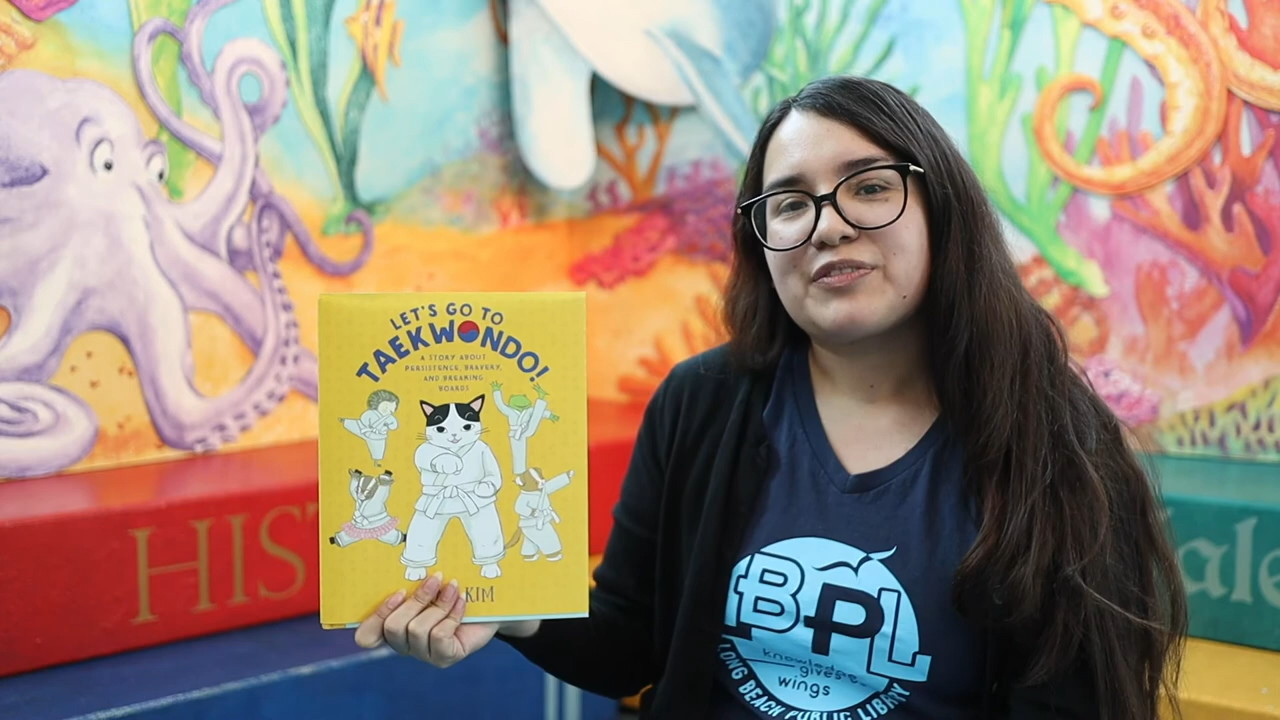 LET'S GO TO
TAEKWONDO!
A STORY ABOUT
PERSISTENCE, BRAVERY,
AND BREAKING
BOARDS
KIM
HIST
ale
LBPL
knowledge
gives...
wings
LONG BEACH PUBLIC LIBRARY